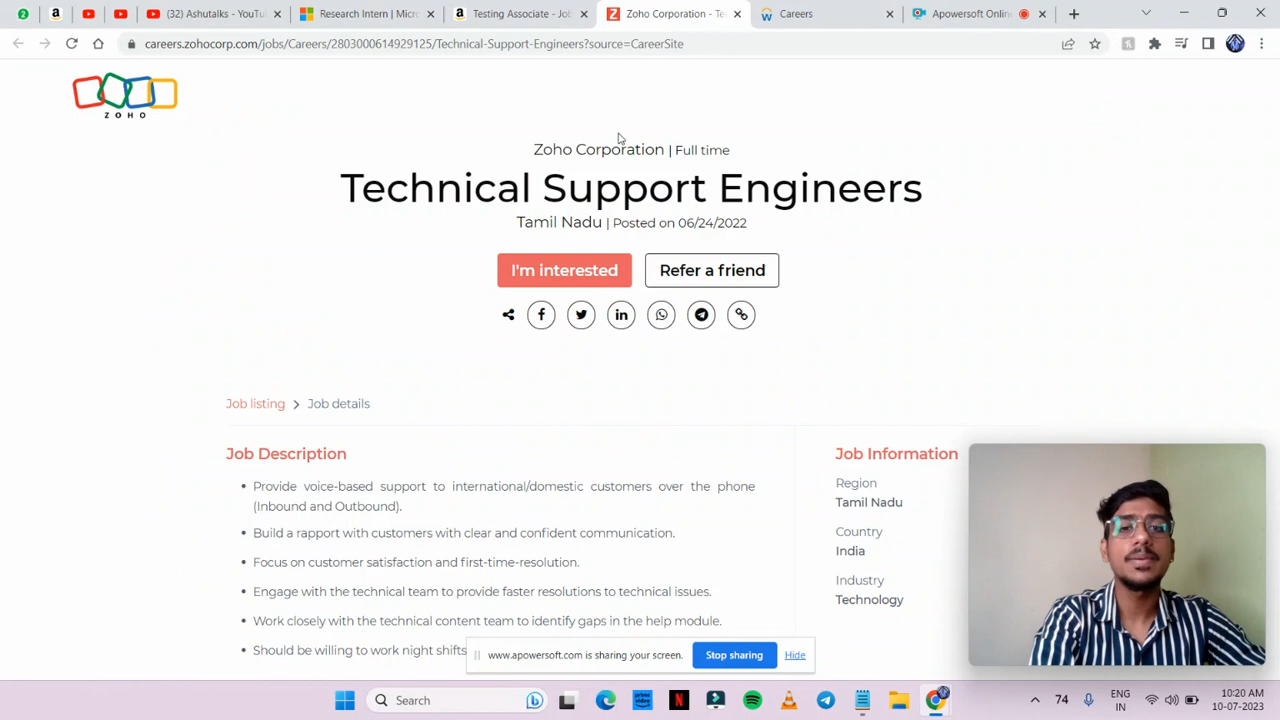 (32) Ashutalks - YouTu
Research Intern | Micr
Testing Associate - Job
Zoho Corporation - Te
Careers
Apowersoft Onlin
careers.zohocorp.com/jobs/Careers/2803000614929125/Technical-Support-Engineers?source=CareerSite
ZOHO
Zoho Corporation | Full time
Technical Support Engineers
Tamil Nadu | Posted on 06/24/2022
I'm interested
Refer a friend
Job listing > Job details
Job Description
• Provide voice-based support to international/domestic customers over the phone
(Inbound and Outbound).
• Build a rapport with customers with clear and confident communication.
• Focus on customer satisfaction and first-time-resolution.
• Engage with the technical team to provide faster resolutions to technical issues.
• Work closely with the technical content team to identify gaps in the help module.
• Should be willing to work night shifts
Job Information
Region
Tamil Nadu
Country
India
Industry
Technology
www.apowersoft.com is sharing your screen.
Stop sharing
Hide
Search
74
ENG
IN
10:20 AM
10-07-2023